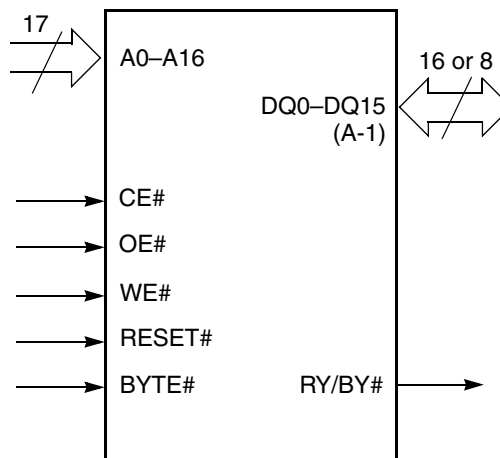 17
A0–A16
16 or 8
DQ0–DQ15
(A-1)
CE#
OE#
WE#
RESET#
BYTE#
RY/BY#